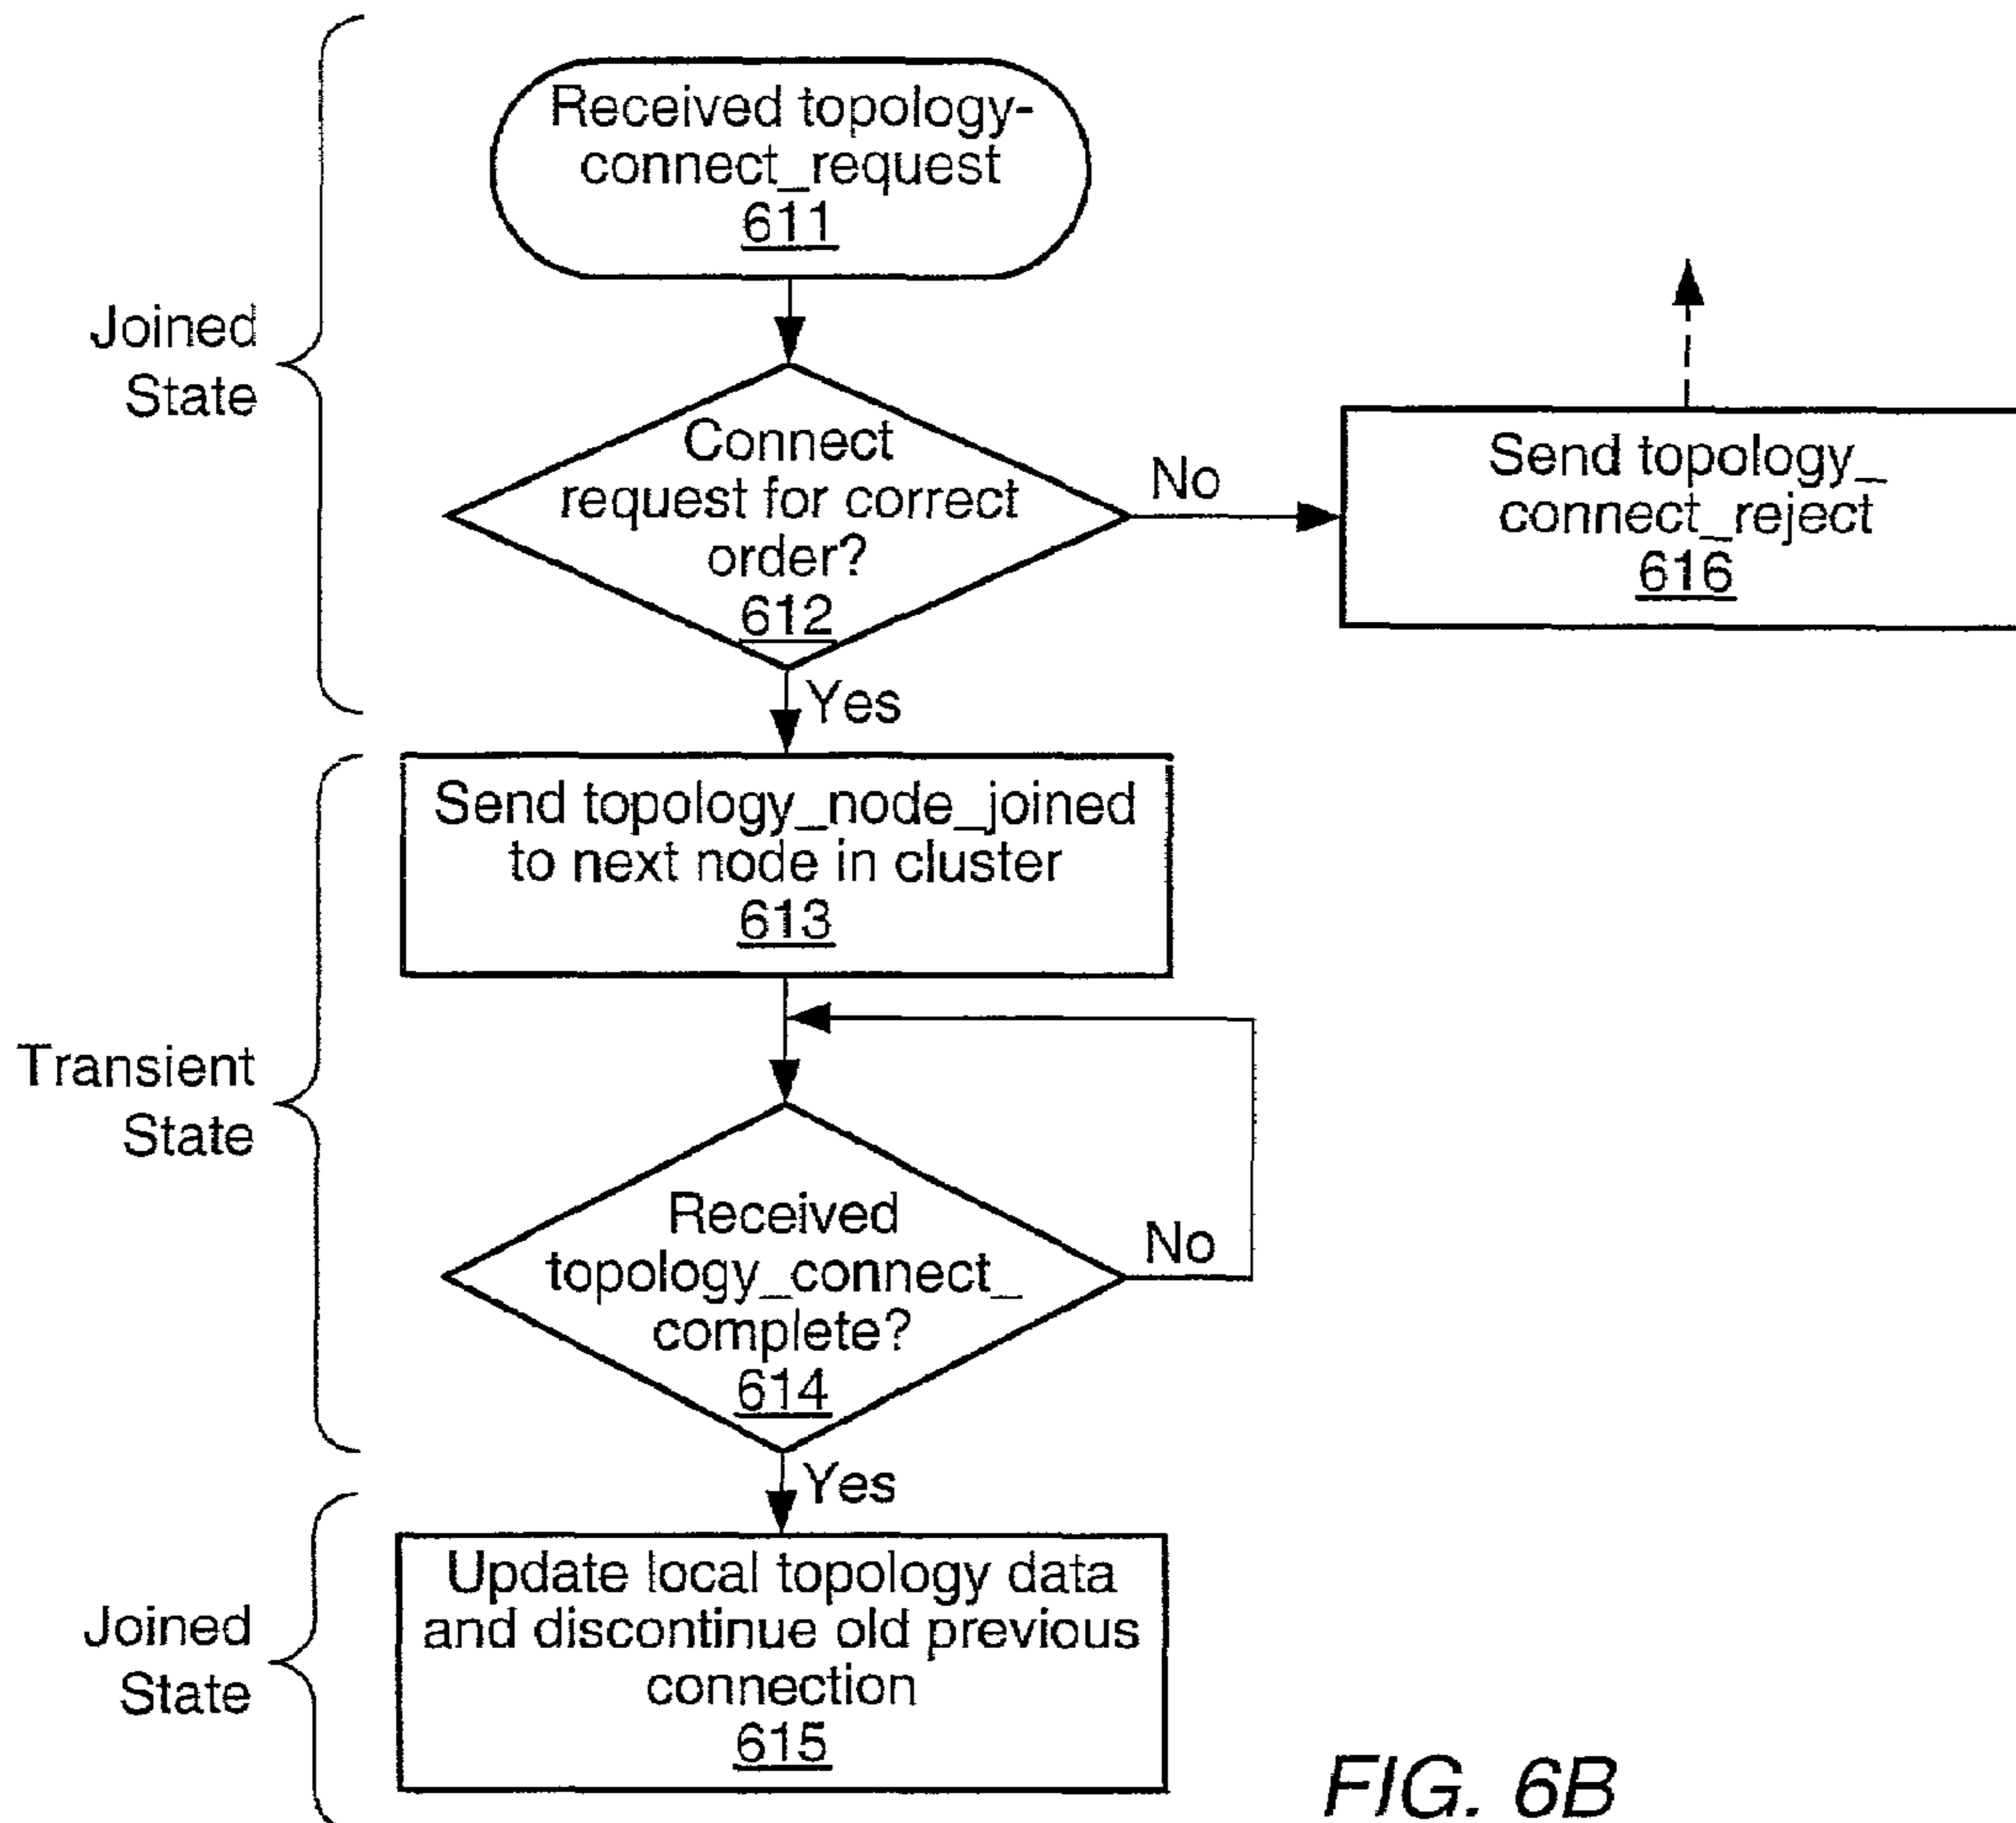 Received topology-
connect_request
611
Joined
State
Connect
request for correct
order?
612
No
Send topology_
connect_reject
616
Yes
Send topology_node_joined
to next node in cluster
613
Transient
State
Received
topology_connect_
complete?
614
No
Yes
Joined
State
Update local topology data
and discontinue old previous
connection
615
FIG. 6B